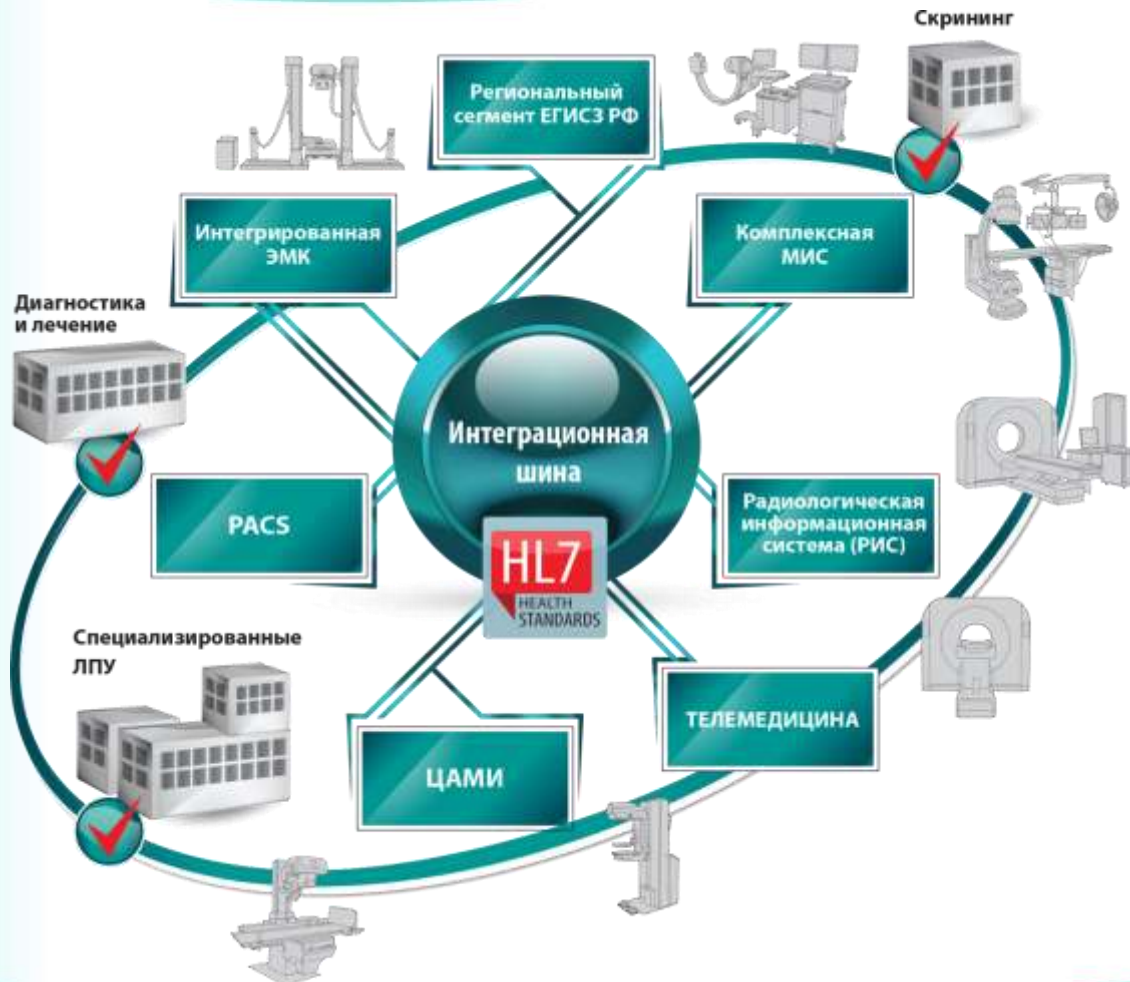 Скрининг
Региональный
сегмент ЕГИСЗ РФ
Интегрированная
ЭМК
Комплексная
МИС
Диагностика
и лечение
Интеграционная
шина
PACS
Радиологическая
информационная
система (РИС)
HL7
HEALTH
STANDARDS
Специализированные
ЛПУ
ТЕЛЕМЕДИЦИНА
ЦАМИ